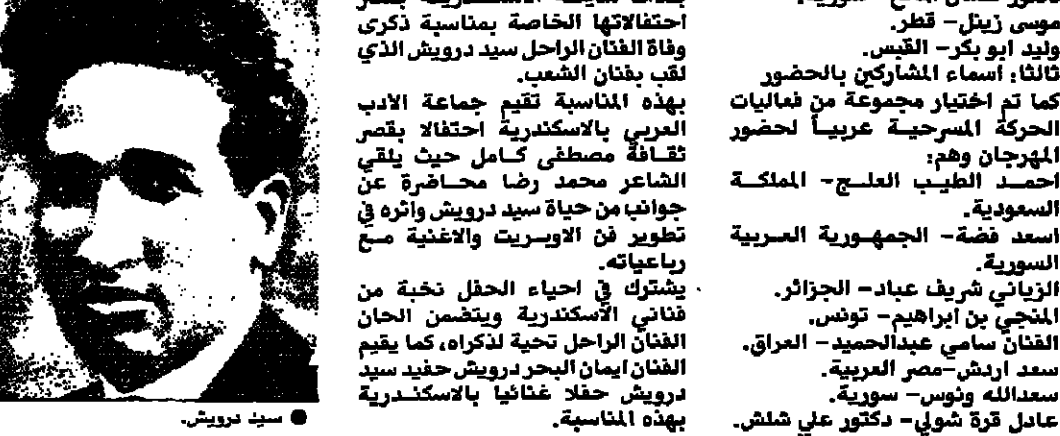 موسى زينل- قطر.
وليد ابو بكر- القبس.
ثالثا: اسماء المشاركين بالحضور
كما تم اختيار مجموعة من فعاليات
الحركة المسرحية عربياً لحضور
المهرجان وهم:
احمد الطيب العلج- المملكة
السعودية.
اسعد فضة- الجمهورية العربية
السورية.
الزياني شريف عباد- الجزائر.
المنجي بن ابراهيم- تونس.
الفنان سامي عبدالحميد- العراق.
سعد اردش-مصر العربية.
سعدالله ونوس- سورية.
عادل قرة شولي- دكتور علي شلش.
احتفالاتها الخاصة بمناسبة ذكرى
وفاة الفنان الراحل سيد درويش الذي
لقب بفنان الشعب.
بهذه المناسبة تقيم جماعة الادب
العربي بالاسكندرية احتفالا بقصر
ثقافة مصطفى كامل حيث يلقي
الشاعر محمد رضا محاضرة عن
جوانب من حياة سيد درويش واثره في
تطوير فن الاوبريت والاغنية مع
رباعياته.
يشترك في احياء الحفل نخبة من
فناني الاسكندرية ويتضمن الحان
الفنان الراحل تحية لذكراه، كما يقيم
الفنان ايمان البحر درويش حفيد سيد
درويش حفلا غنائيا بالاسكندرية
بهذه المناسبة.
● سيد درويش.